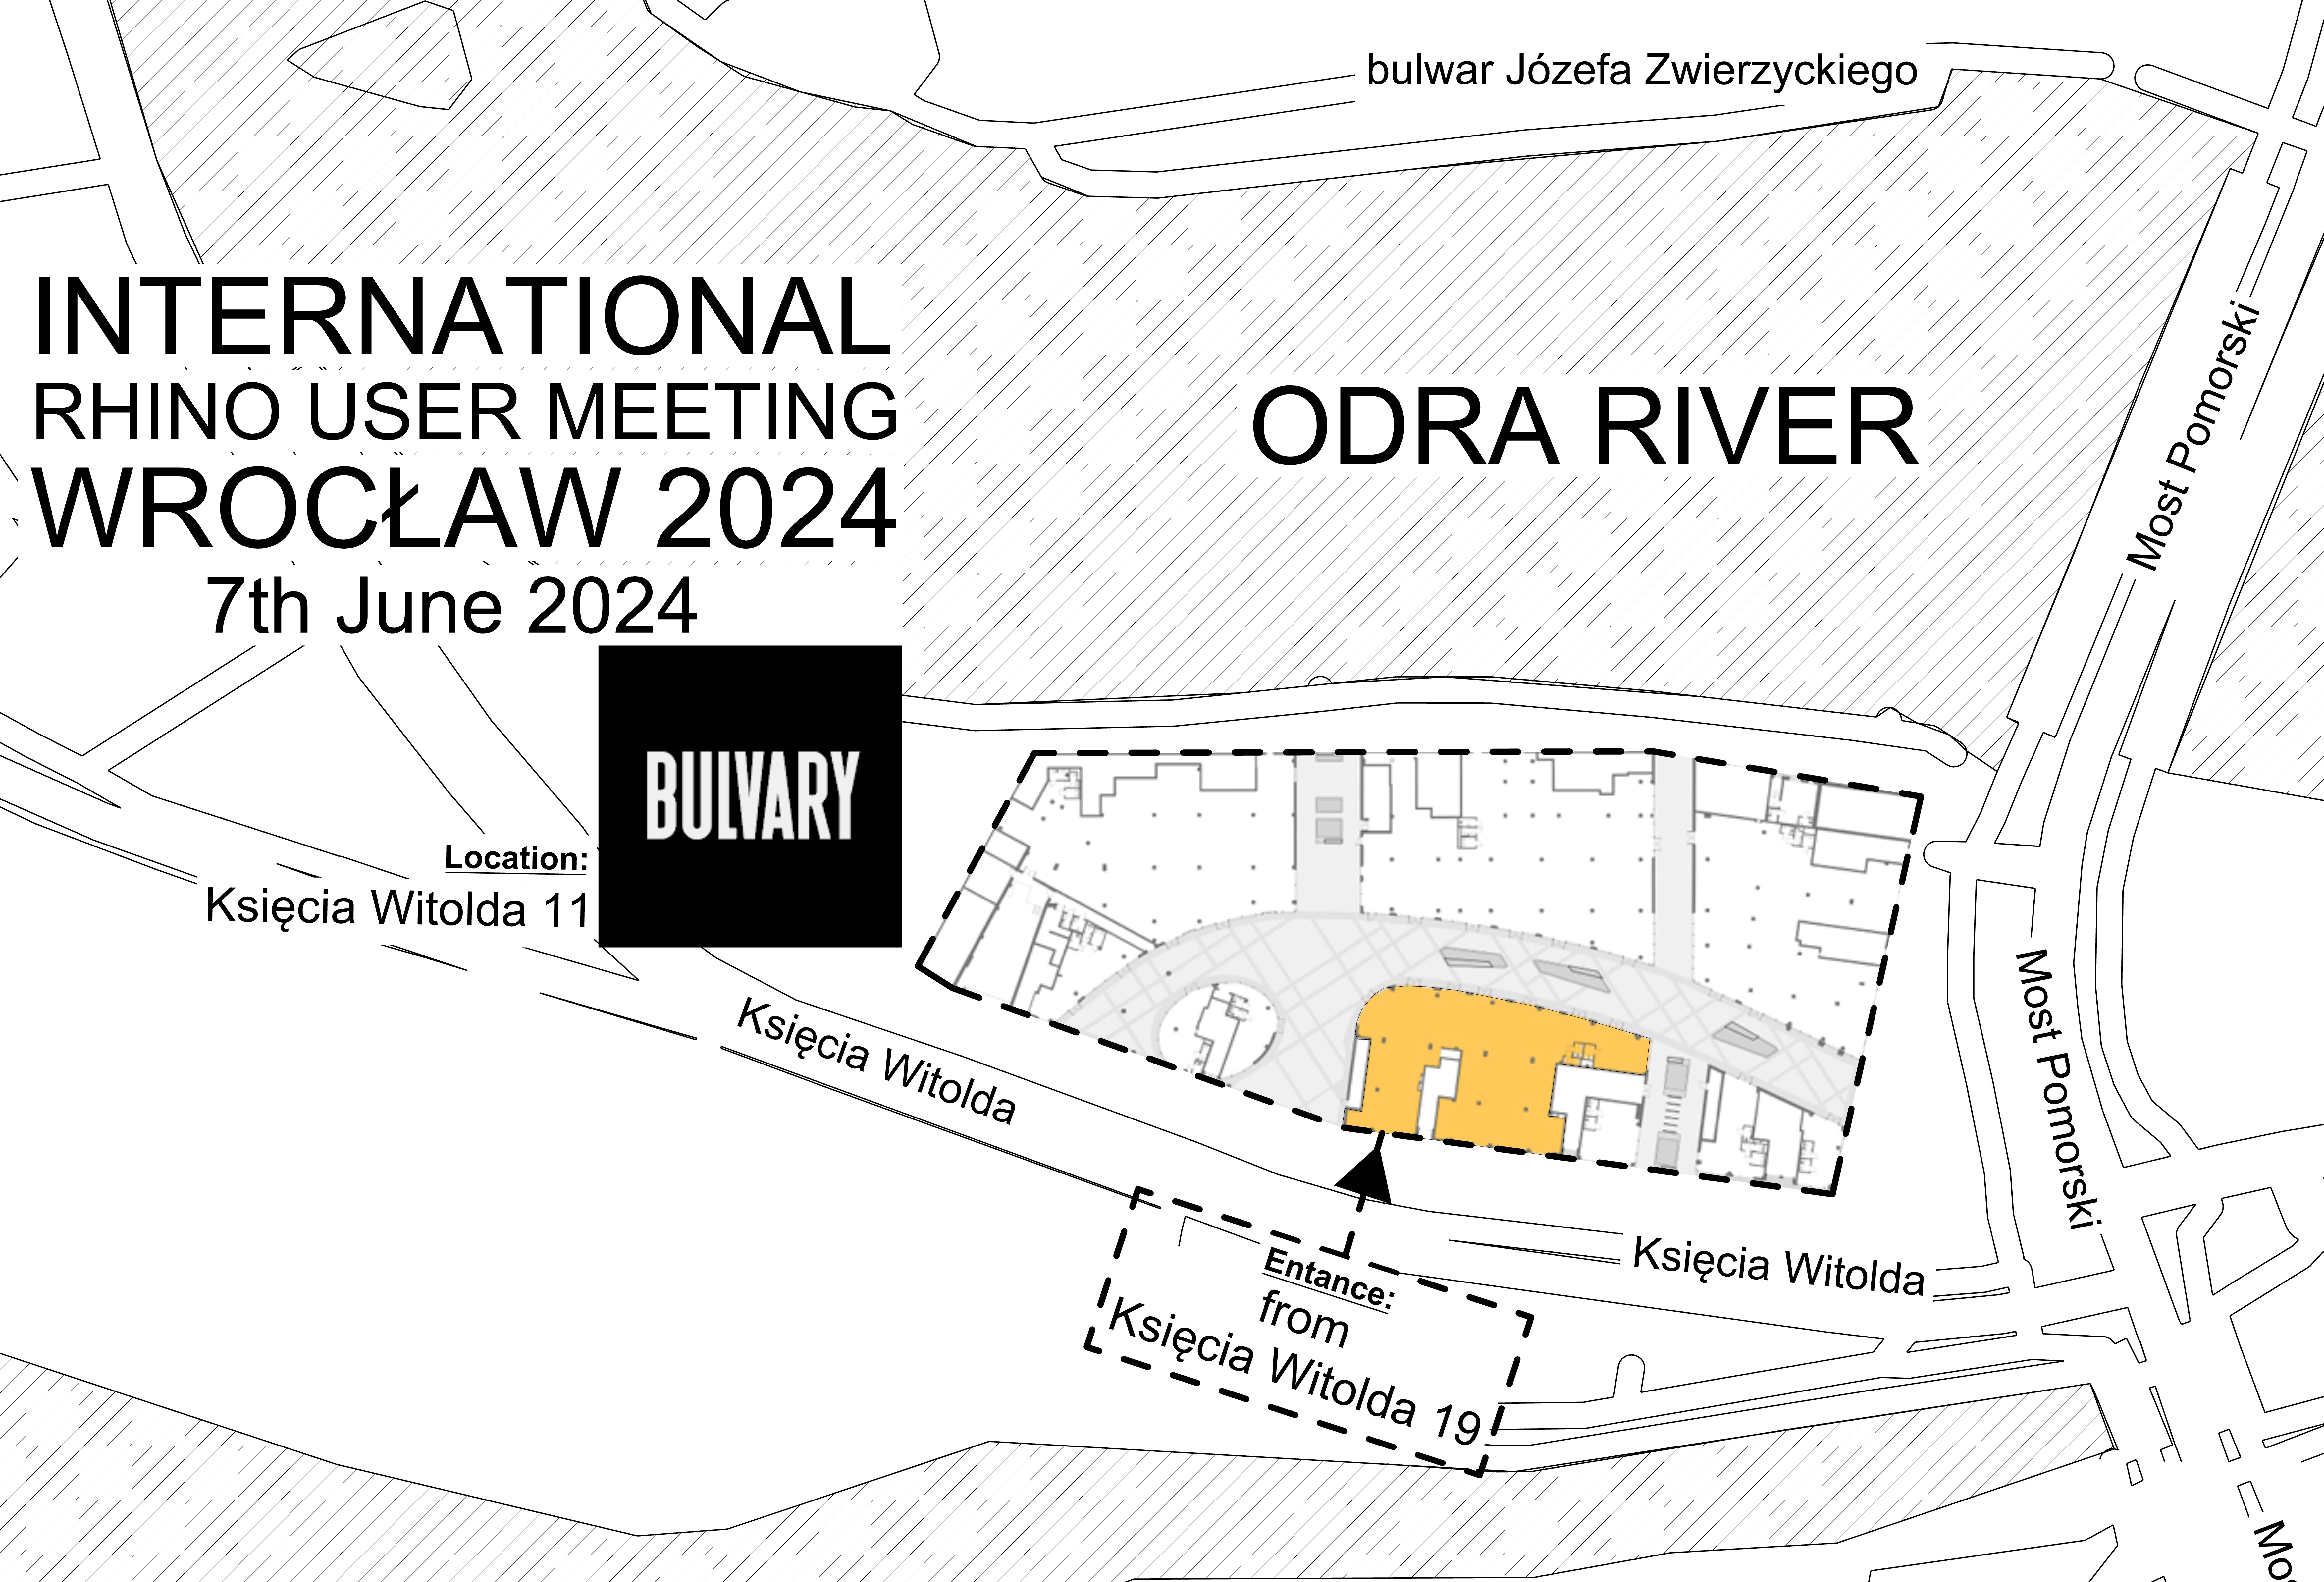 bulwar Józefa Zwierzyckiego
INTERNATIONAL
RHINO USER MEETING
WROCŁAW 2024
7th June 2024
ODRA RIVER
Most Pomorski
BULVARY
Location:
Księcia Witolda 11
Księcia Witolda
Most Pomorski
Entance:
from
Księcia Witolda 19
Księcia Witolda